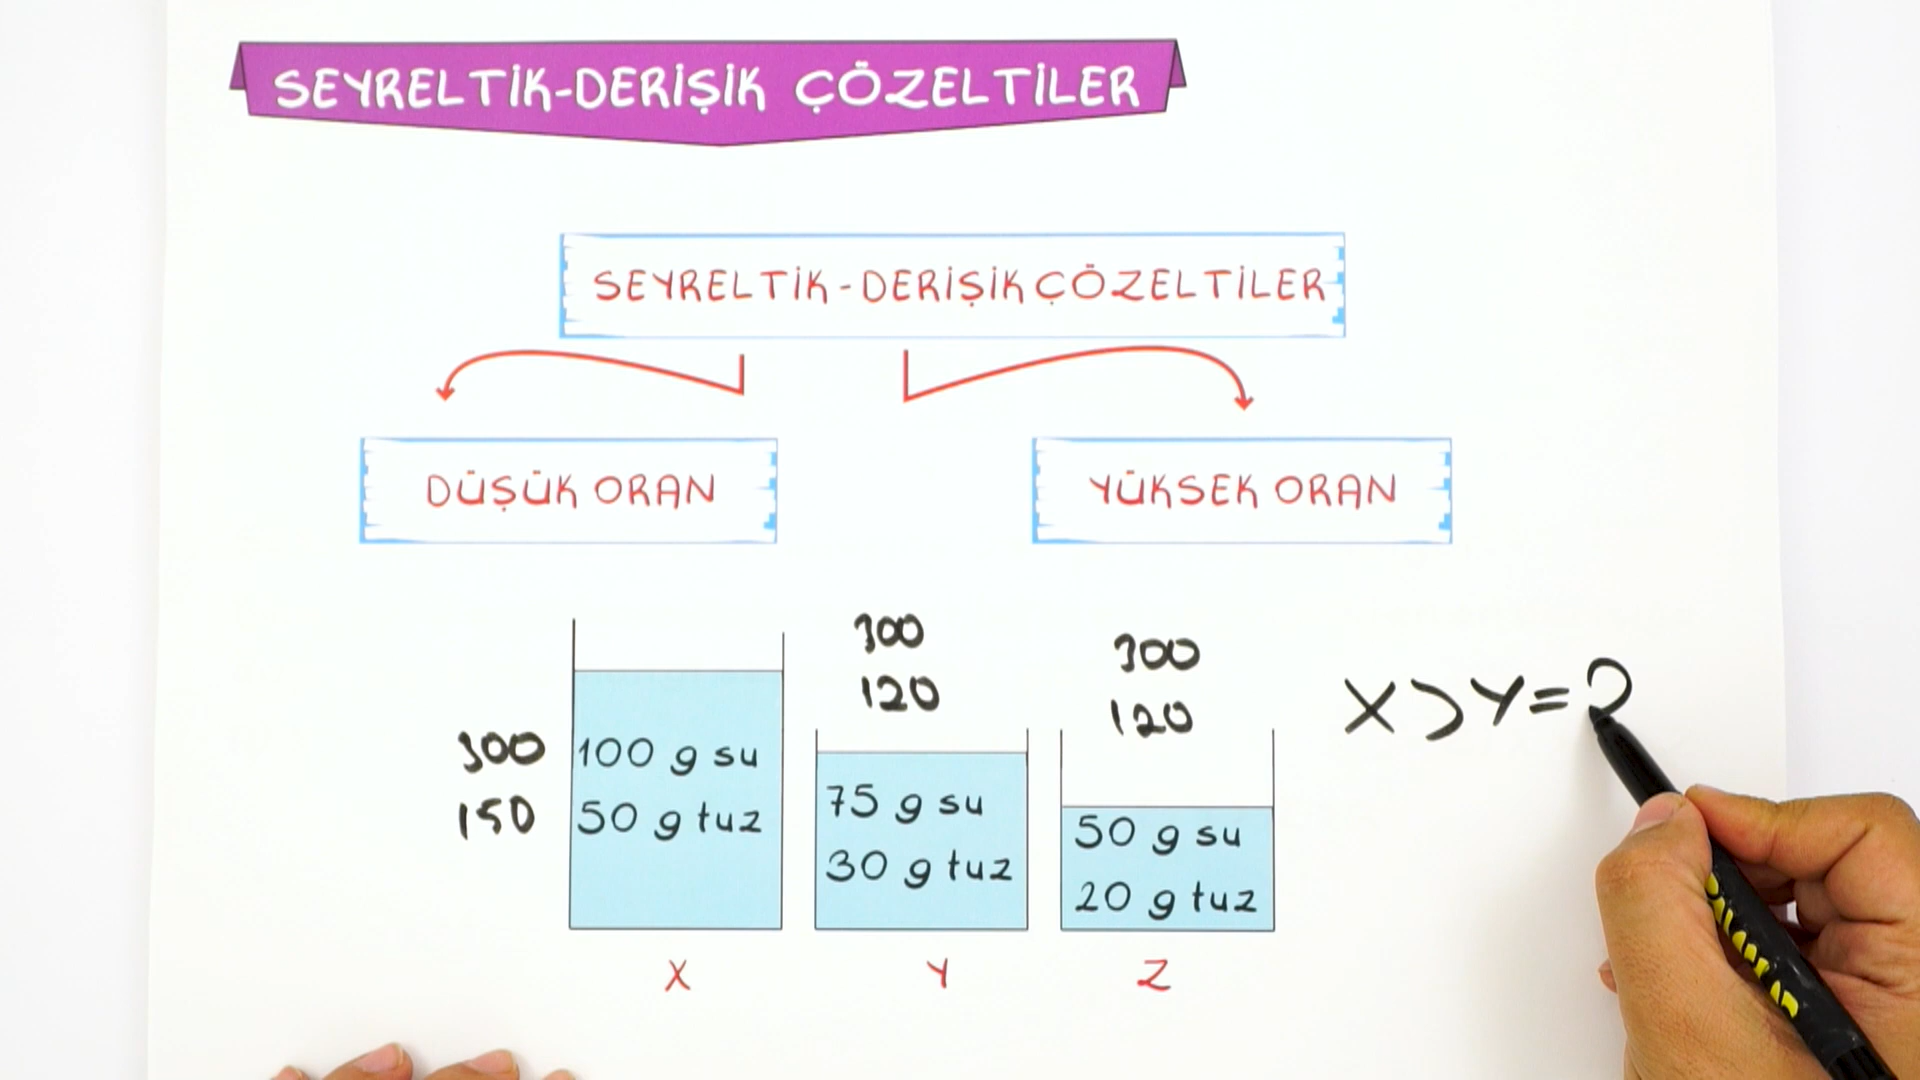 SEYRELTİK-DERİŞİK ÇÖZELTİLER
SEYRELTİK-DERİŞİK ÇÖZELTİLER
DÜŞÜK ORAN
YÜKSEK ORAN
300
150
100 g su
50 g tuz
X
300
120
75 g su
30 g tuz
Y
300
120
50 g su
20 g tuz
Z
X>Y=